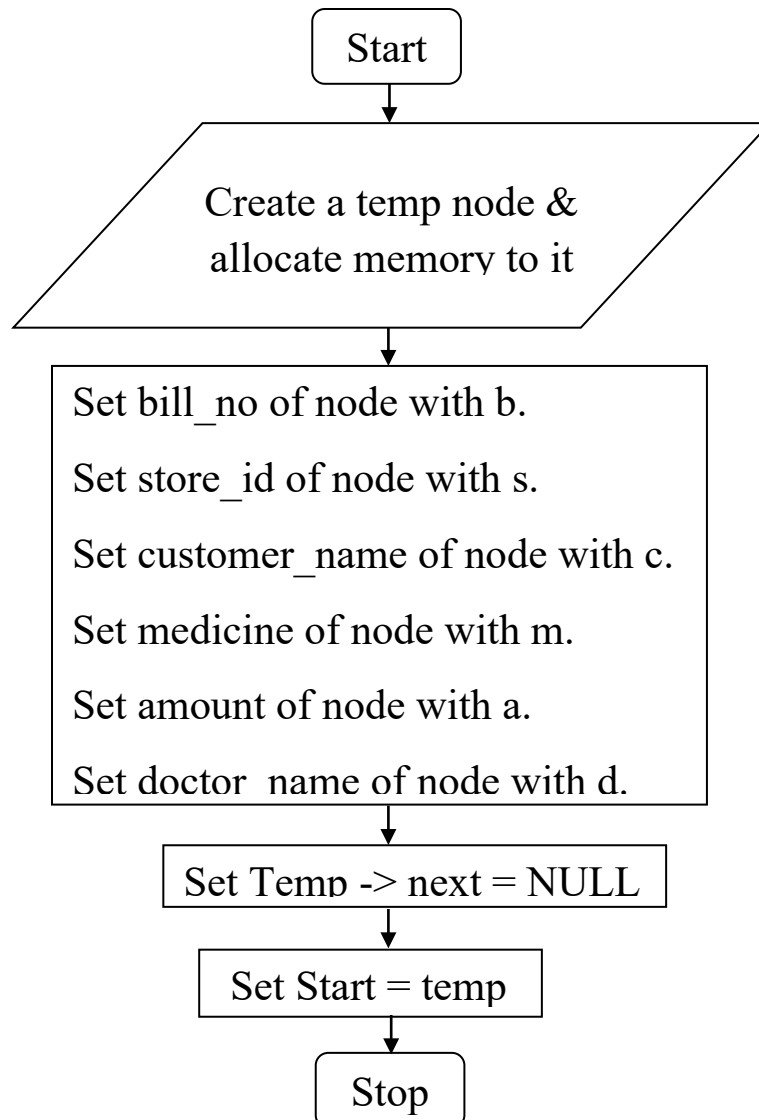 Start
Create a temp node &
allocate memory to it
Set bill_no of node with b.
Set store_id of node with s.
Set customer_name of node with c.
Set medicine of node with m.
Set amount of node with a.
Set doctor_name of node with d.
Set Temp -> next = NULL
Set Start = temp
Stop